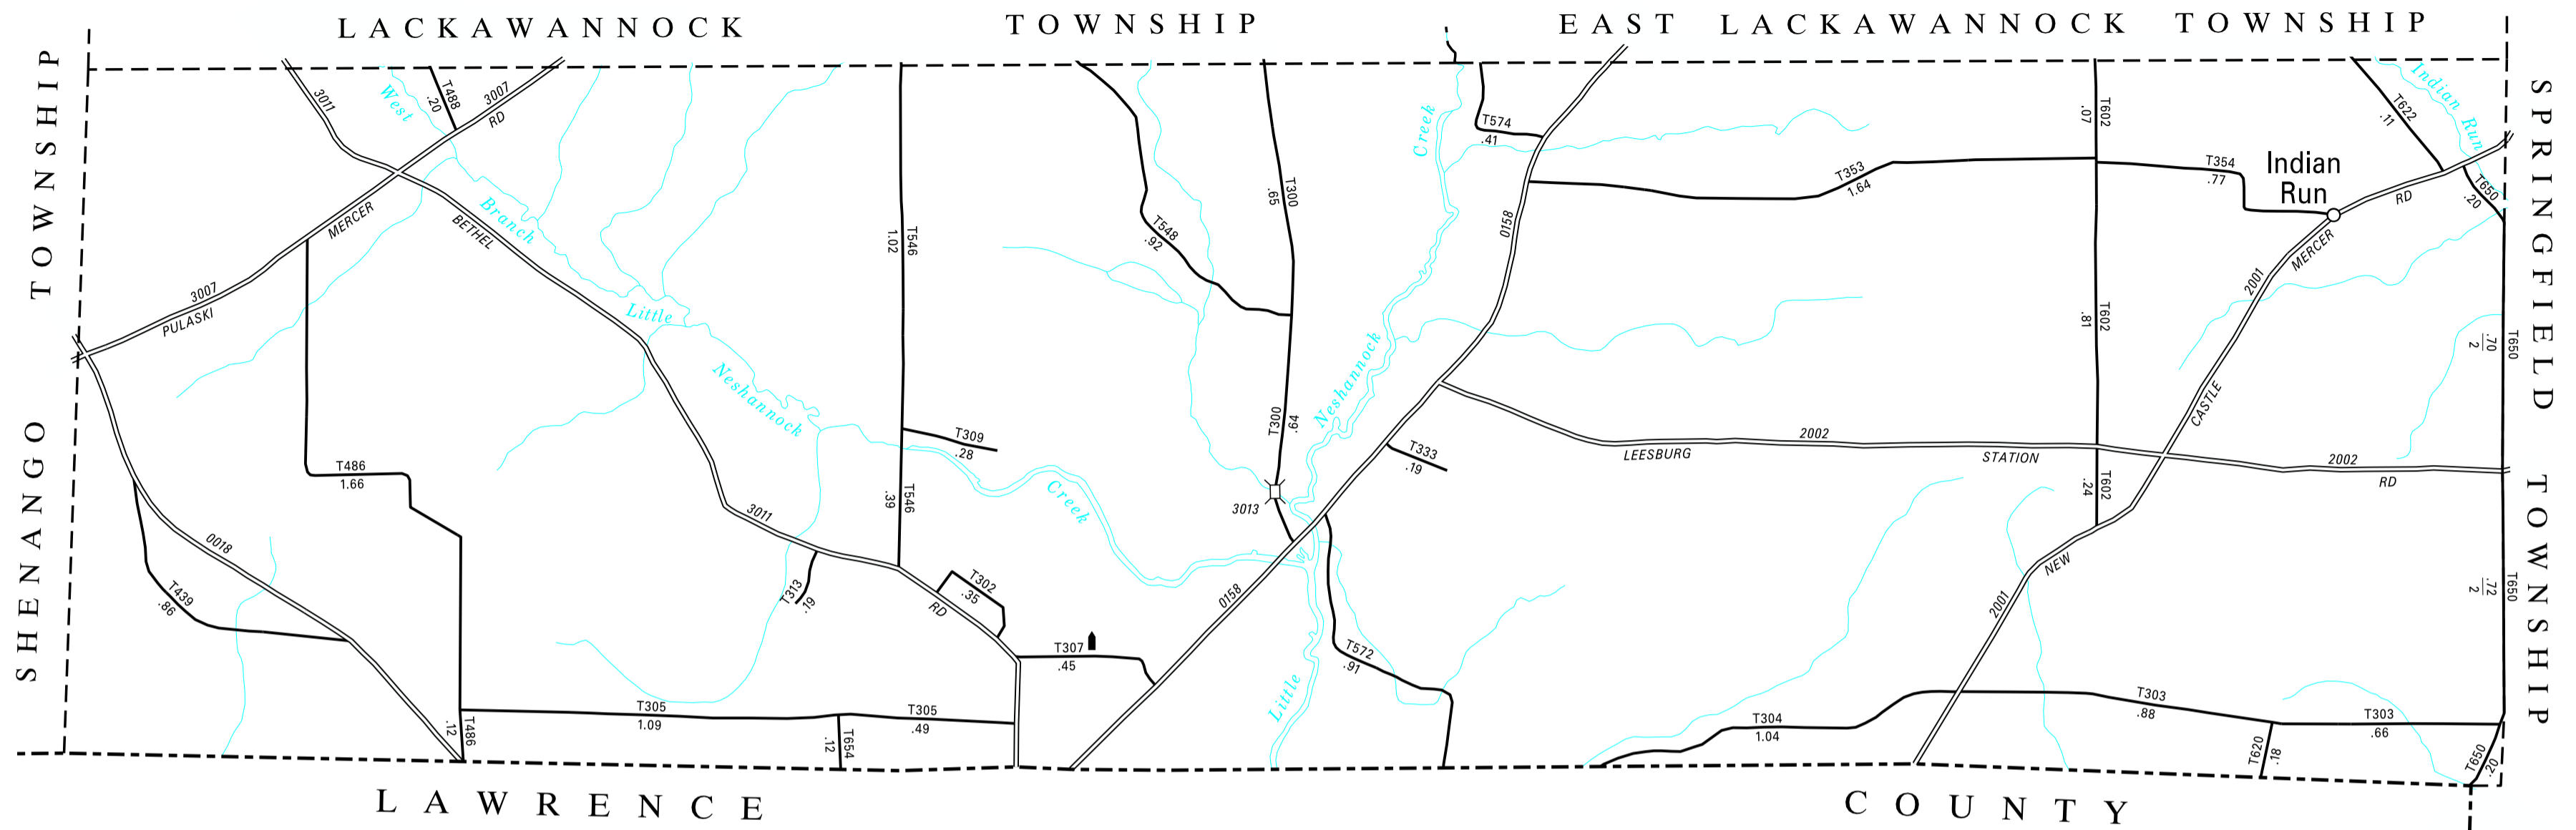 LACKAWANNOCK TOWNSHIP
EAST LACKAWANNOCK TOWNSHIP
SHENANGO TOWNSHIP
SPRINGFIELD TOWNSHIP
LAWRENCE COUNTY
3011
West
T488
.20
3007
RD
MERCER
BETHEL
Branch
3007
PULASKI
Little
Neshannock
Creek
T486
1.66
0018
T439
.86
T486
.12
T305
1.09
T305
.49
T654
.12
3011
T313
.19
RD
T302
.35
T307
.45
T546
1.02
T546
.39
T309
.28
T548
.92
T300
.65
T300
.64
3013
0158
Creek
Neshannock
Little
T574
.41
0158
T333
.19
T572
.91
T353
1.64
T602
.07
T602
.81
T602
.24
T354
.77
Indian
Run
T622
.11
Indian Run
T650
.20
RD
MERCER
2001
CASTLE
NEW
2001
LEESBURG
2002
STATION
2002
RD
T650
.70
2
T650
.72
2
T304
1.04
T303
.88
T303
.66
T620
.18
T650
.20